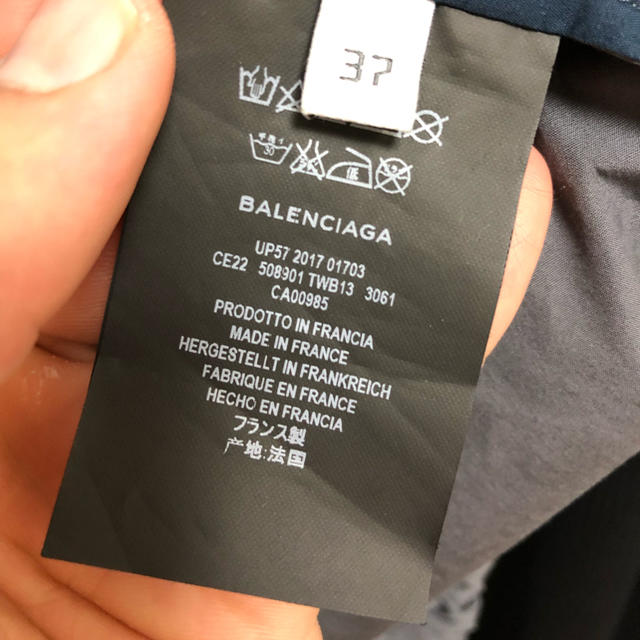 37
BALENCIAGA
UP57 2017 01703
CE22 508901 TWB13 3061
CA00985
PRODOTTO IN FRANCIA
MADE IN FRANCE
HERGESTELLT IN FRANKREICH
FABRIQUE EN FRANCE
HECHO EN FRANCIA
フランス製
产地:法国